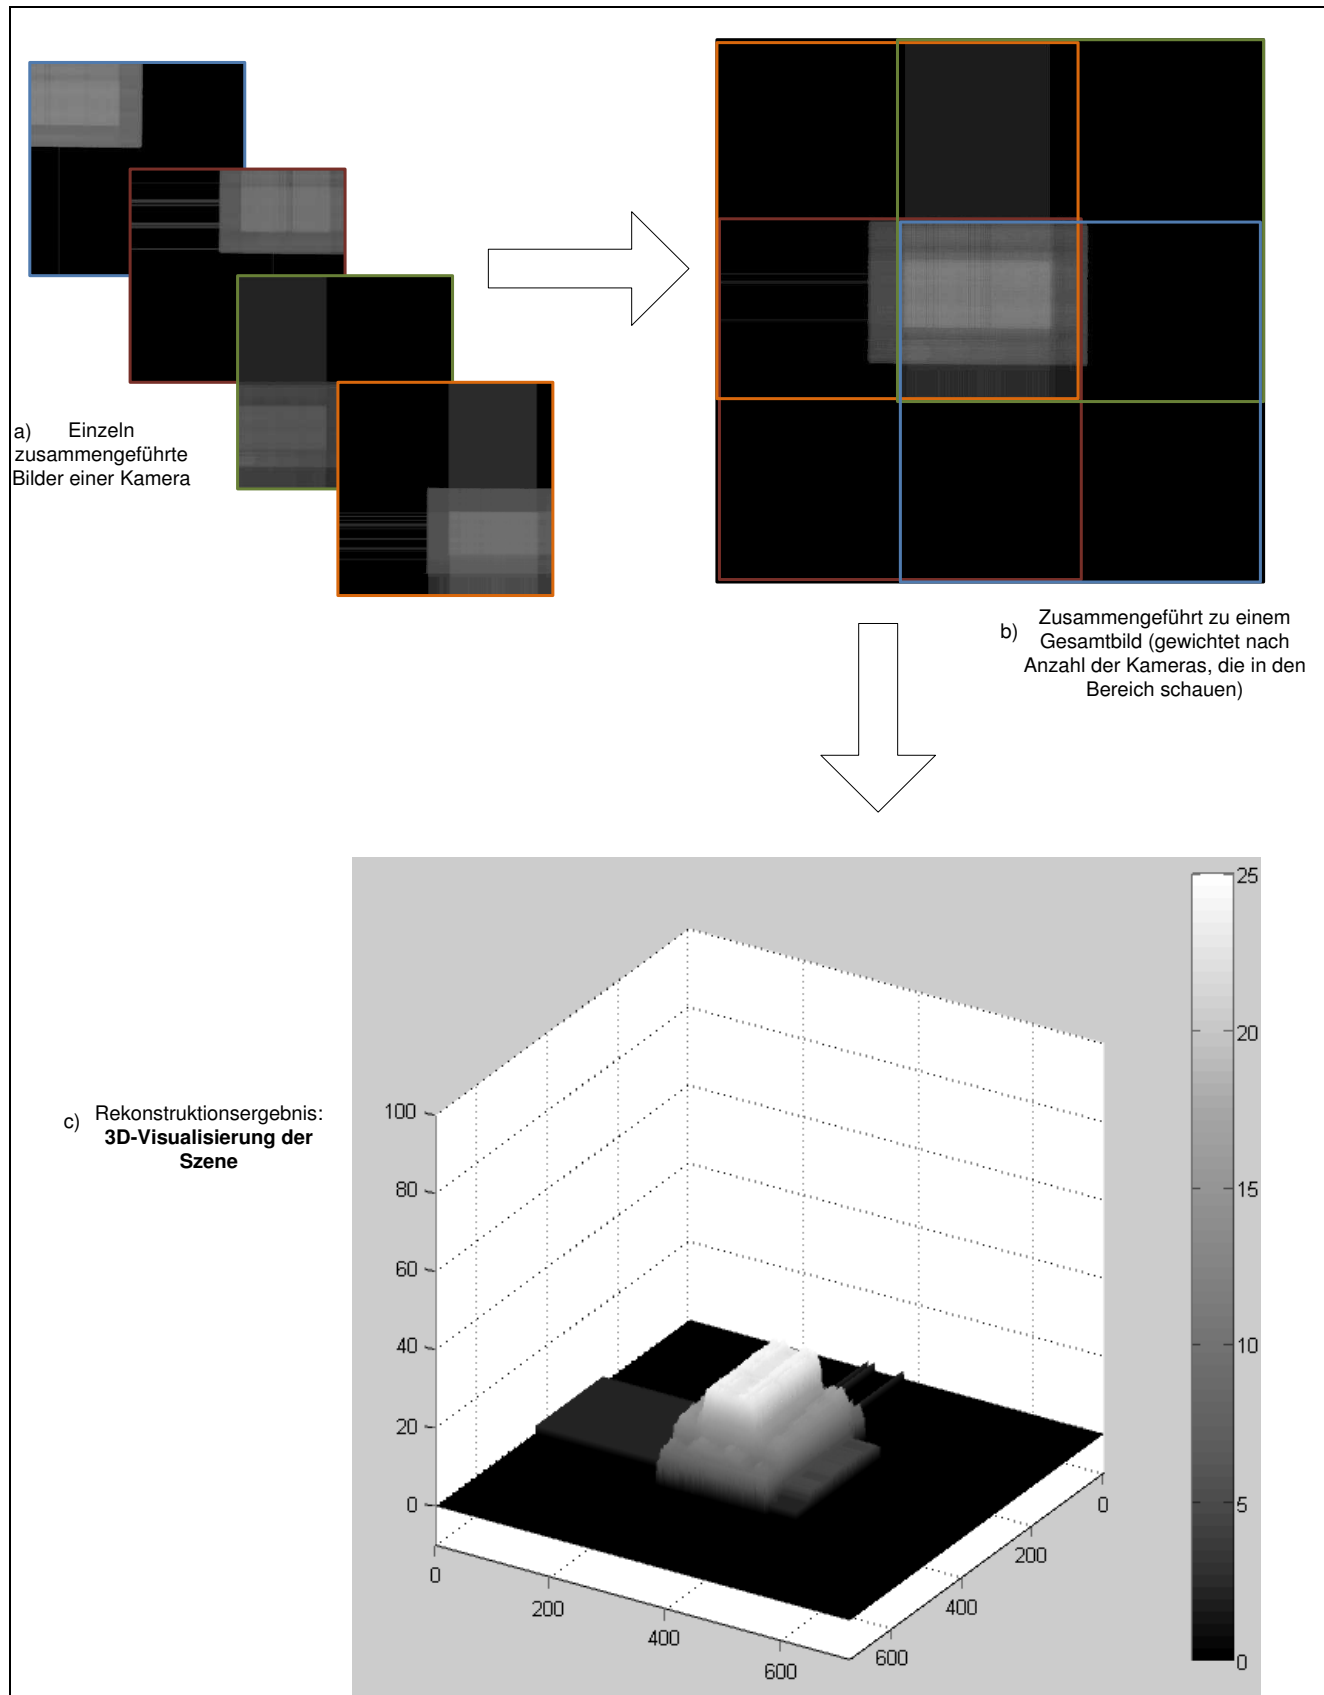 a) Einzeln
zusammengeführte
Bilder einer Kamera
b) Zusammengeführt zu einem
Gesamtbild (gewichtet nach
Anzahl der Kameras, die in den
Bereich schauen)
c) Rekonstruktionsergebnis:
3D-Visualisierung der
Szene
100
80
60
40
20
0
0
200
400
600
600
400
200
0
25
20
15
10
5
0